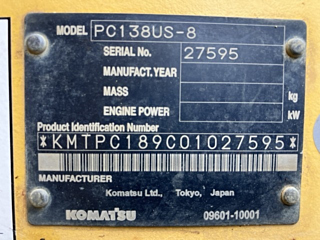 MODEL PC138US-8
SERIAL No. 27595
MANUFACT.YEAR
MASS kg
ENGINE POWER kW
Product Identification Number
*KMTPC189C01027595*
MANUFACTURER
Komatsu Ltd., Tokyo, Japan
KOMATSU 09601-10001